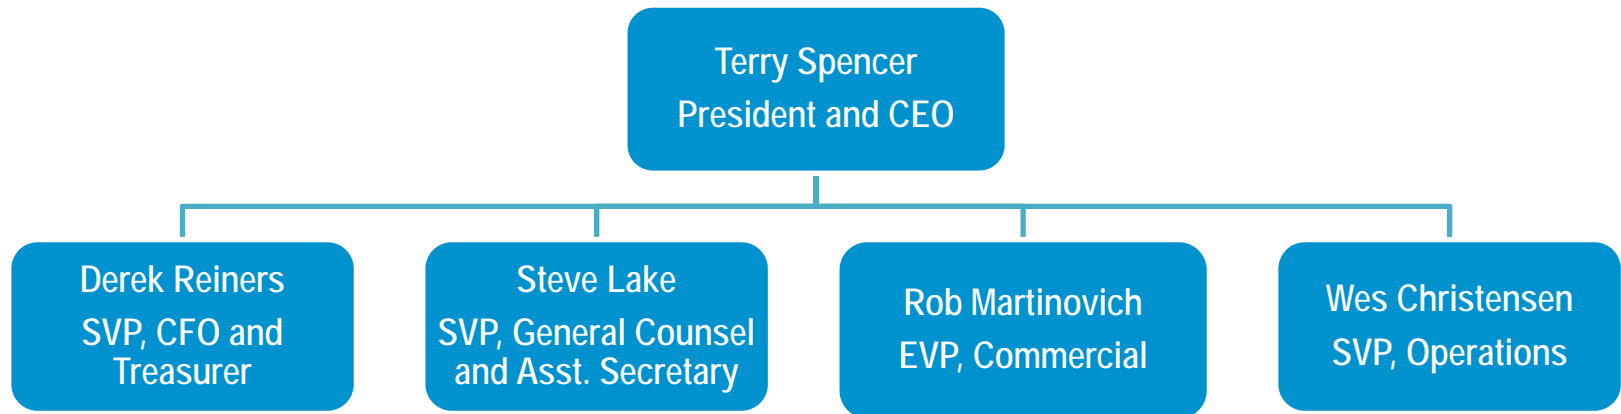 Terry Spencer
President and CEO
Derek Reiners
SVP, CFO and
Treasurer
Steve Lake
SVP, General Counsel
and Asst. Secretary
Rob Martinovich
EVP, Commercial
Wes Christensen
SVP, Operations